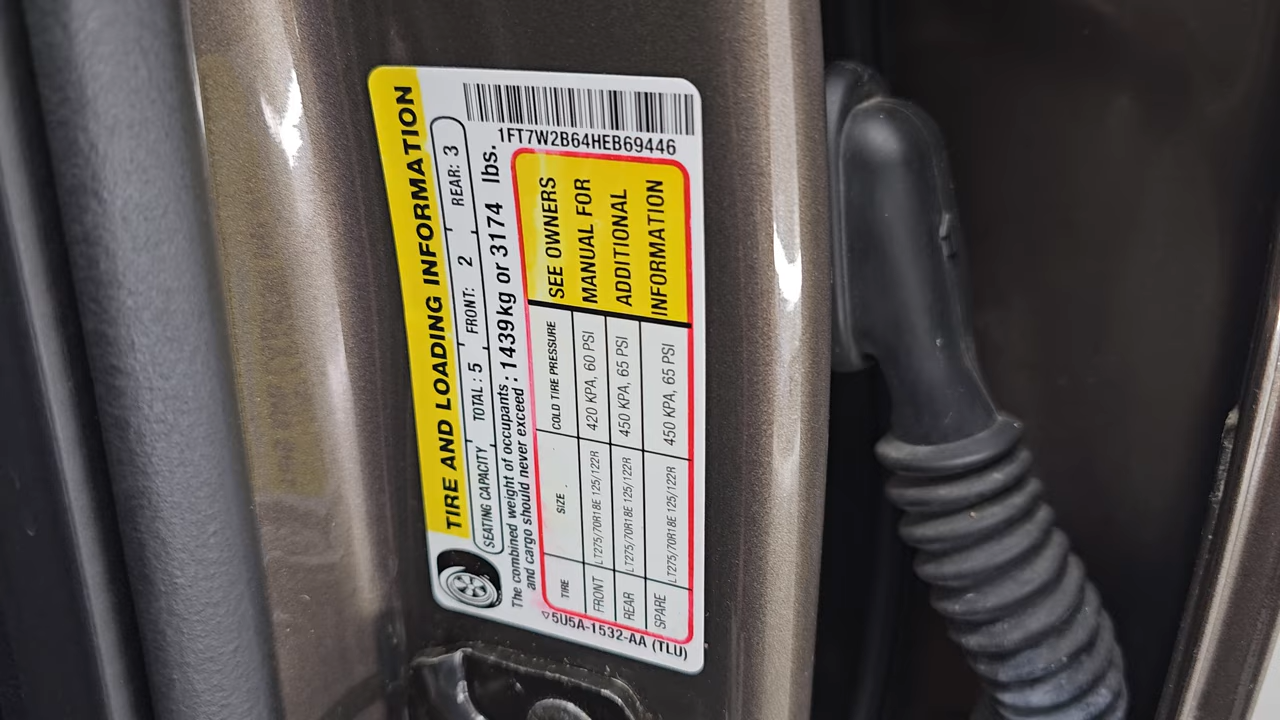 TIRE AND LOADING INFORMATION
SEATING CAPACITY TOTAL : 5 FRONT: 2 REAR: 3
The combined weight of occupants : 1439kg or 3174 lbs.
and cargo should never exceed :
TIRE SIZE COLD TIRE PRESSURE
FRONT LT275/70R18E 125/122R 420 KPA, 60 PSI
REAR LT275/70R18E 125/122R 450 KPA, 65 PSI
SPARE LT275/70R18E 125/122R 450 KPA, 65 PSI
SEE OWNERS
MANUAL FOR
ADDITIONAL
INFORMATION
5U5A-1532-AA (TLU)
1FT7W2B64HEB69446